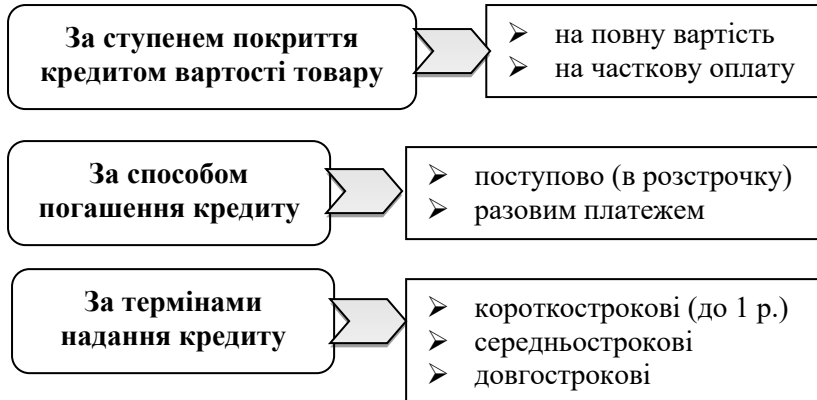 За ступенем покриття
кредитом вартості товару
➢ на повну вартість
➢ на часткову оплату
За способом
погашення кредиту
➢ поступово (в розстрочку)
➢ разовим платежем
За термінами
надання кредиту
➢ короткострокові (до 1 р.)
➢ середньострокові
➢ довгострокові